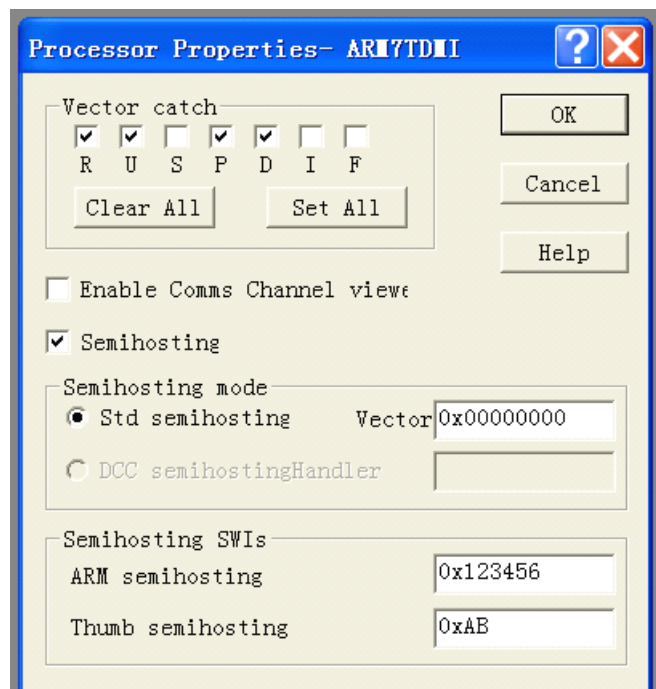 Processor Properties- ARM7TDMI
Vector catch
R U S P D I F
Clear All Set All
OK
Cancel
Help
Enable Comms Channel viewe
Semihosting
Semihosting mode
Std semihosting Vector 0x00000000
DCC semihostingHandler
Semihosting SWIs
ARM semihosting 0x123456
Thumb semihosting 0xAB